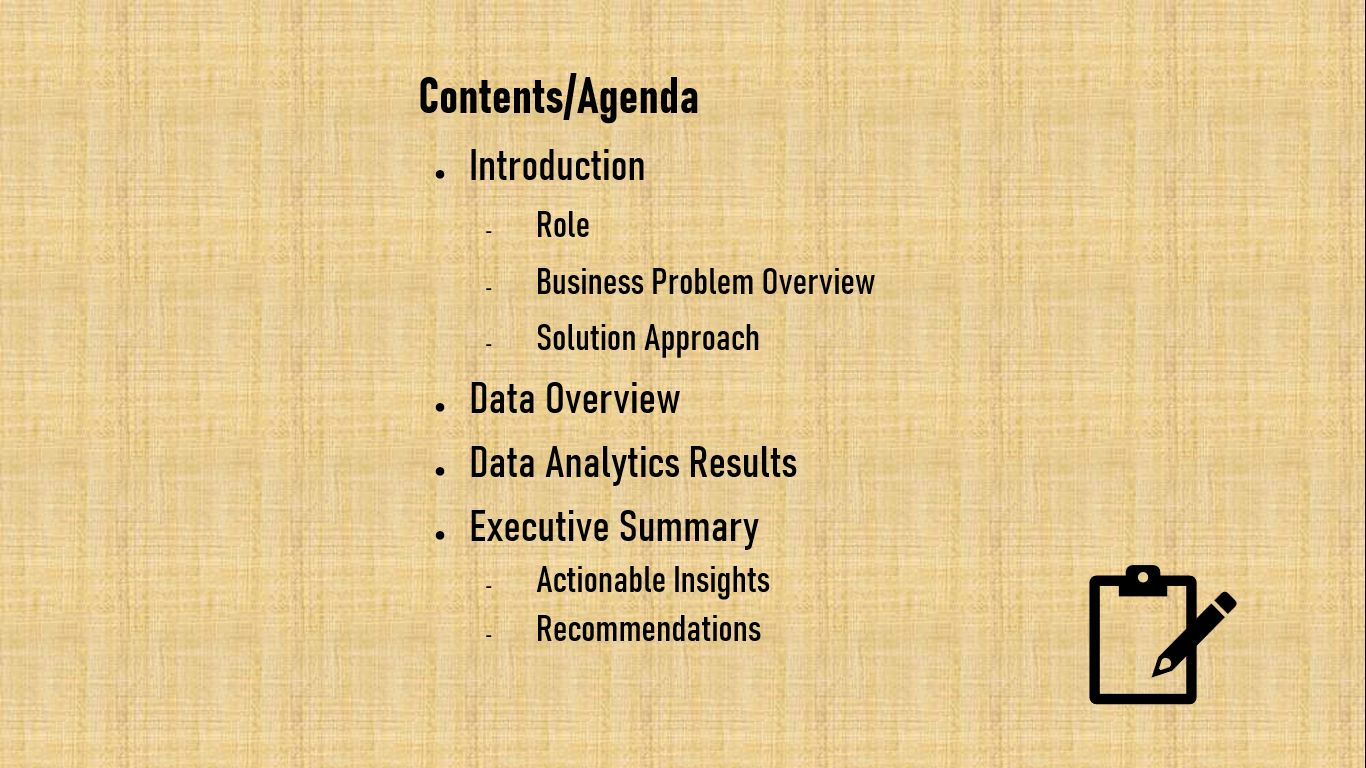 Contents/Agenda
• Introduction
- Role
- Business Problem Overview
- Solution Approach
• Data Overview
• Data Analytics Results
• Executive Summary
- Actionable Insights
- Recommendations